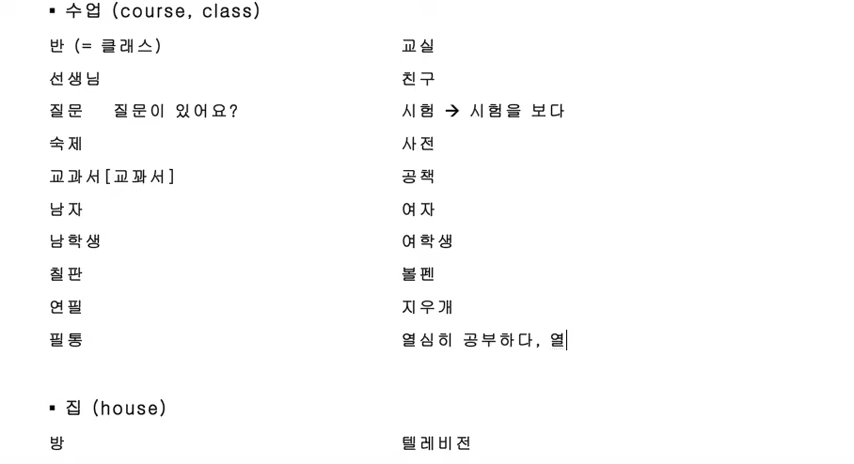 ▪ 수업 (course, class)
반 (= 클래스) 교실
선생님 친구
질문 질문이 있어요? 시험 → 시험을 보다
숙제 사전
교과서[교꽈서] 공책
남자 여자
남학생 여학생
칠판 볼펜
연필 지우개
필통 열심히 공부하다, 열
▪ 집 (house)
방 텔레비전